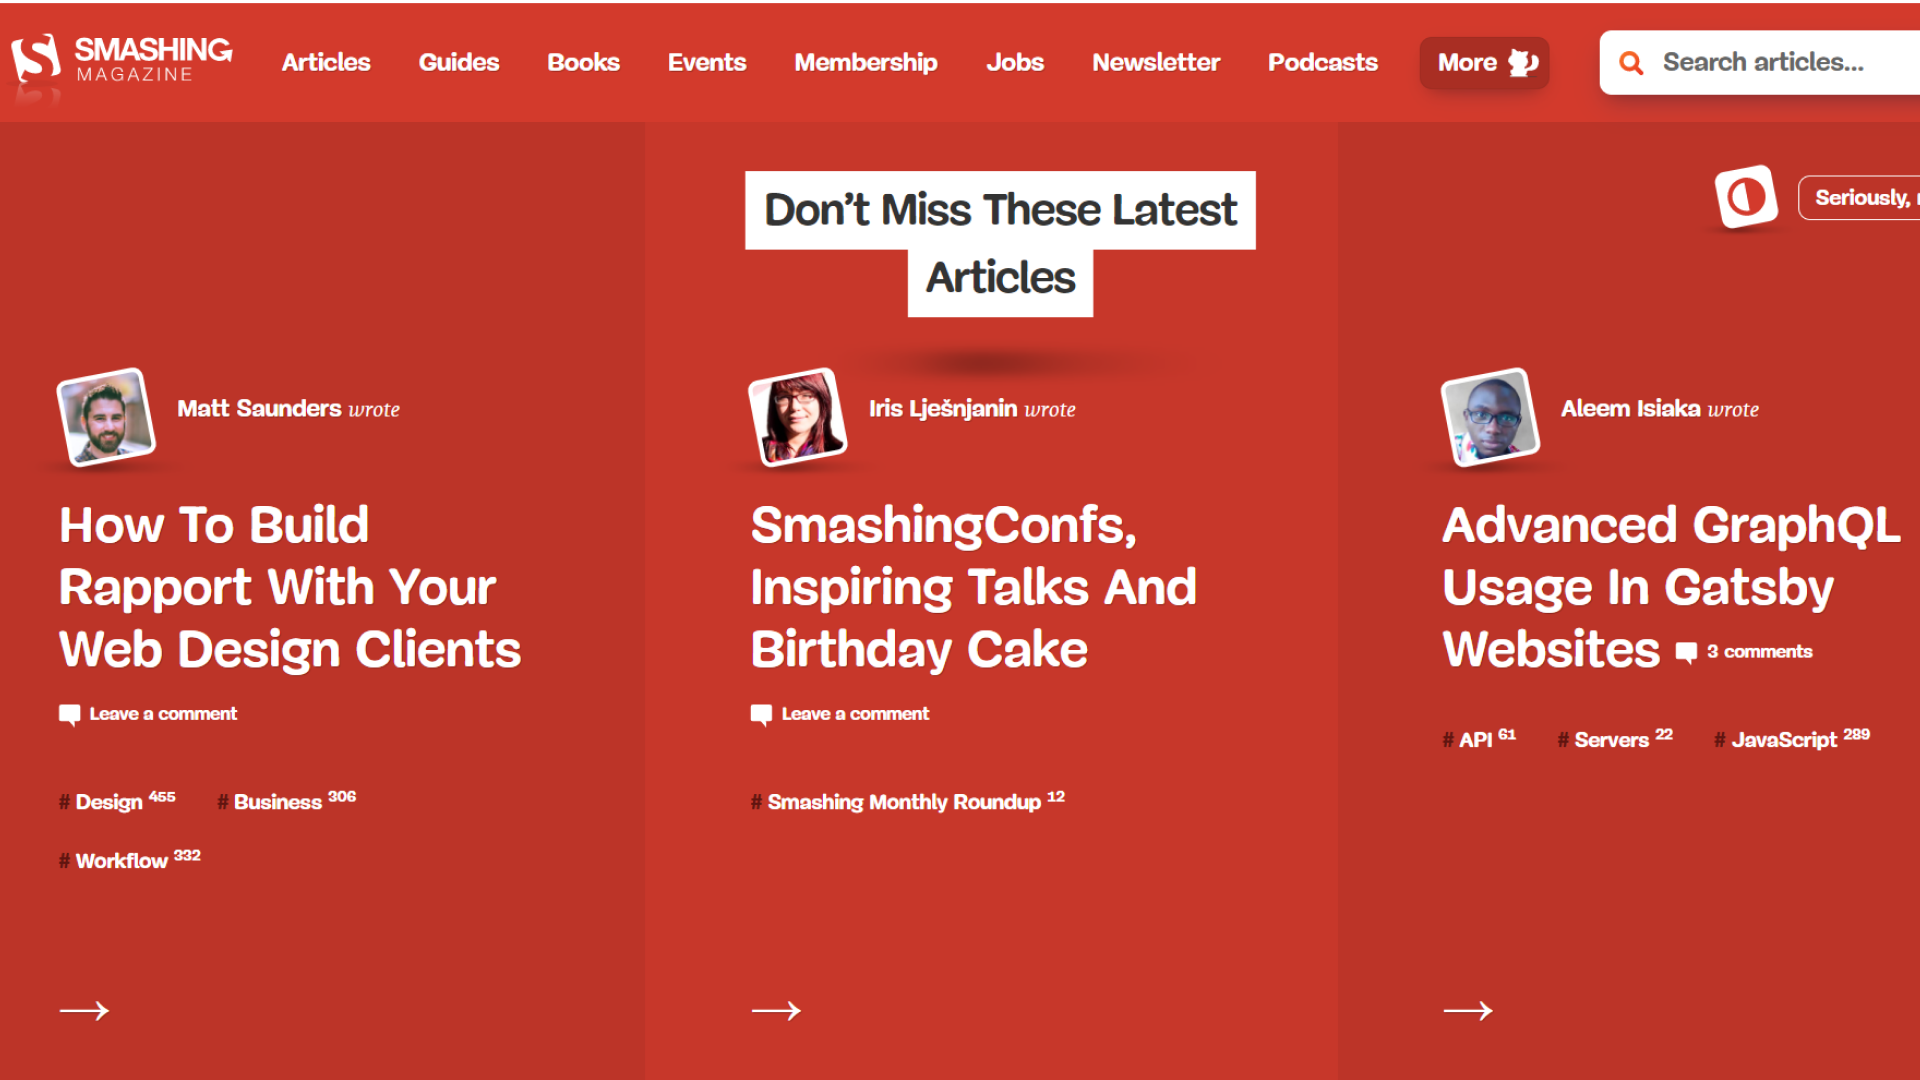 SMASHING
MAGAZINE
Articles Guides Books Events Membership Jobs Newsletter Podcasts More Search articles...
Don’t Miss These Latest
Articles
Seriously,
Matt Saunders wrote
How To Build
Rapport With Your
Web Design Clients
Leave a comment
# Design 455 # Business 306
# Workflow 332
Iris Lješnjanin wrote
SmashingConfs,
Inspiring Talks And
Birthday Cake
Leave a comment
# Smashing Monthly Roundup 12
Aleem Isiaka wrote
Advanced GraphQL
Usage In Gatsby
Websites 3 comments
# API 61 # Servers 22 # JavaScript 289